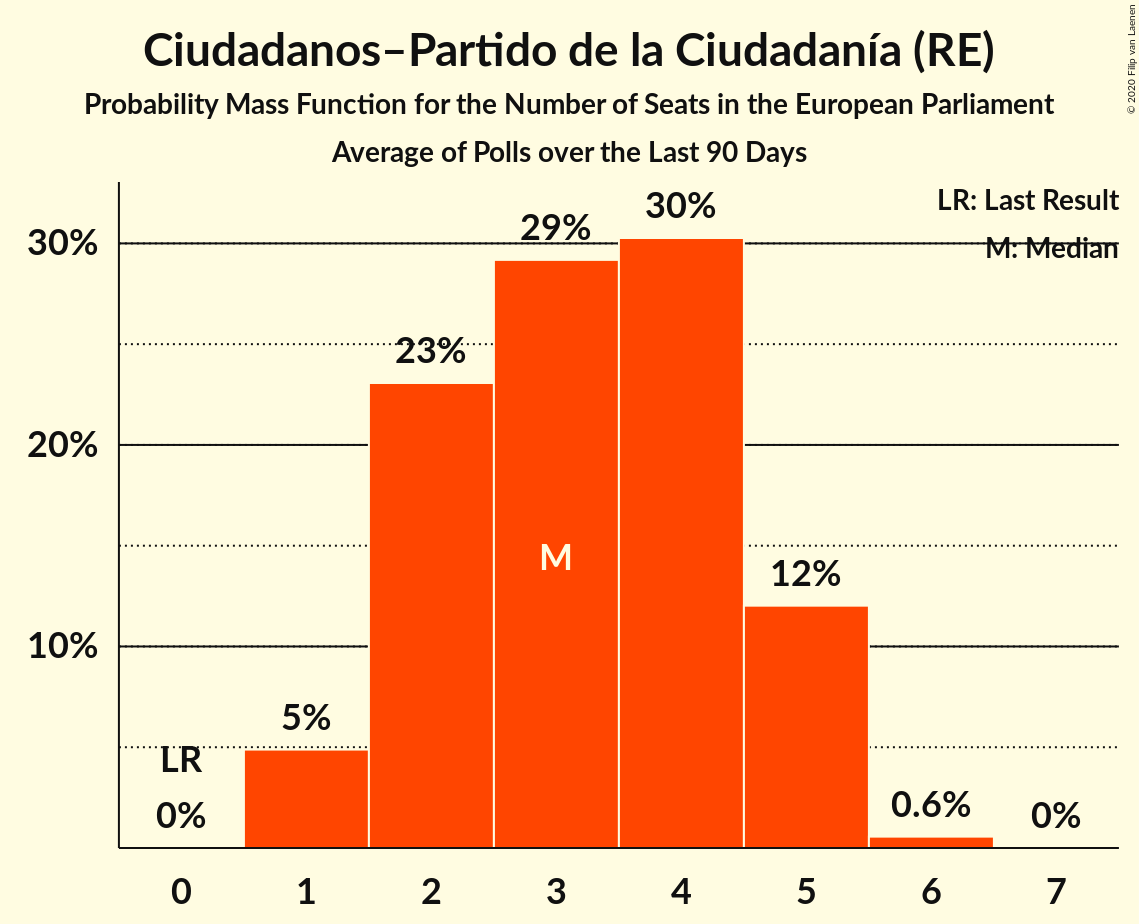 Ciudadanos–Partido de la Ciudadanía (RE)
Probability Mass Function for the Number of Seats in the European Parliament
Average of Polls over the Last 90 Days
© 2020 Filip van Laenen
LR: Last Result
M: Median
30%
20%
10%
LR
0%
5%
23%
29%
M
30%
12%
0.6%
0%
0 1 2 3 4 5 6 7